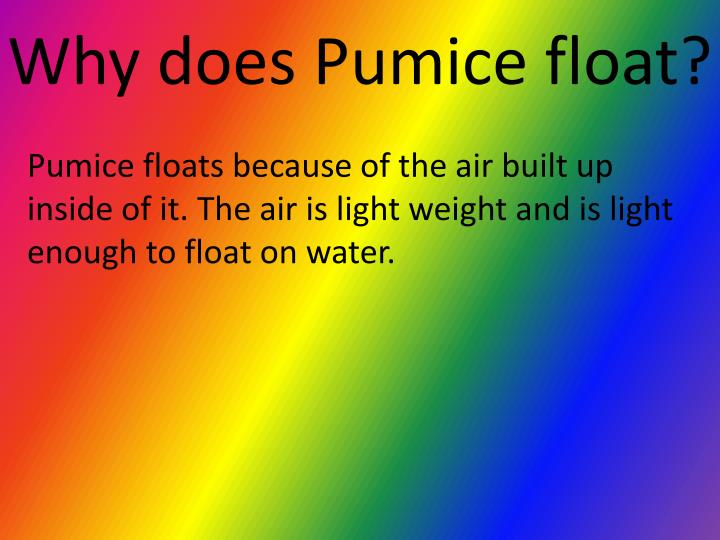 Why does Pumice float?
Pumice floats because of the air built up
inside of it. The air is light weight and is light
enough to float on water.